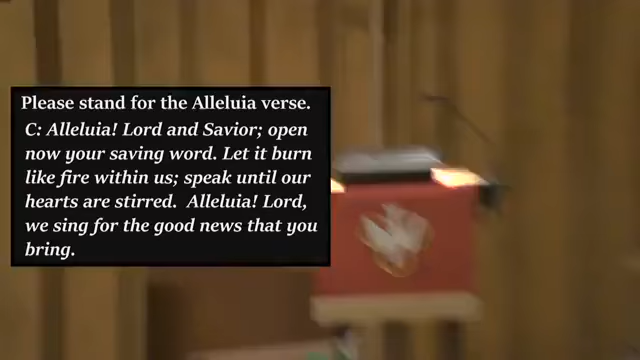 Please stand for the Alleluia verse.
C: Alleluia! Lord and Savior; open
now your saving word. Let it burn
like fire within us; speak until our
hearts are stirred. Alleluia! Lord,
we sing for the good news that you
bring.